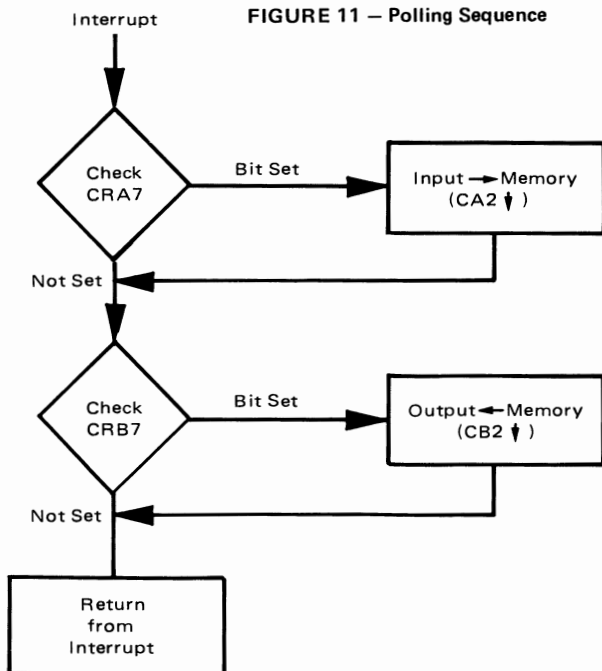 FIGURE 11 — Polling Sequence
Interrupt
Check
CRA7
Bit Set
Input → Memory
(CA2 ↓ )
Not Set
Check
CRB7
Bit Set
Output ← Memory
(CB2 ↓ )
Not Set
Return
from
Interrupt